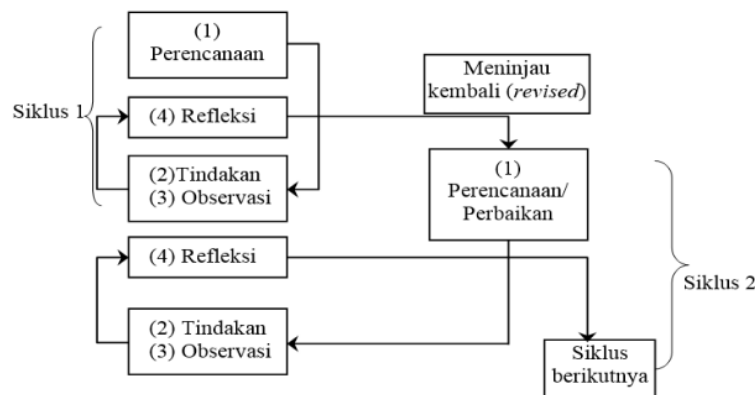 (1)
Perencanaan
Siklus 1
(4) Refleksi
(2)Tindakan
(3) Observasi
Meninjau
kembali (revised)
(1)
Perencanaan/
Perbaikan
(4) Refleksi
(2) Tindakan
(3) Observasi
Siklus 2
Siklus
berikutnya